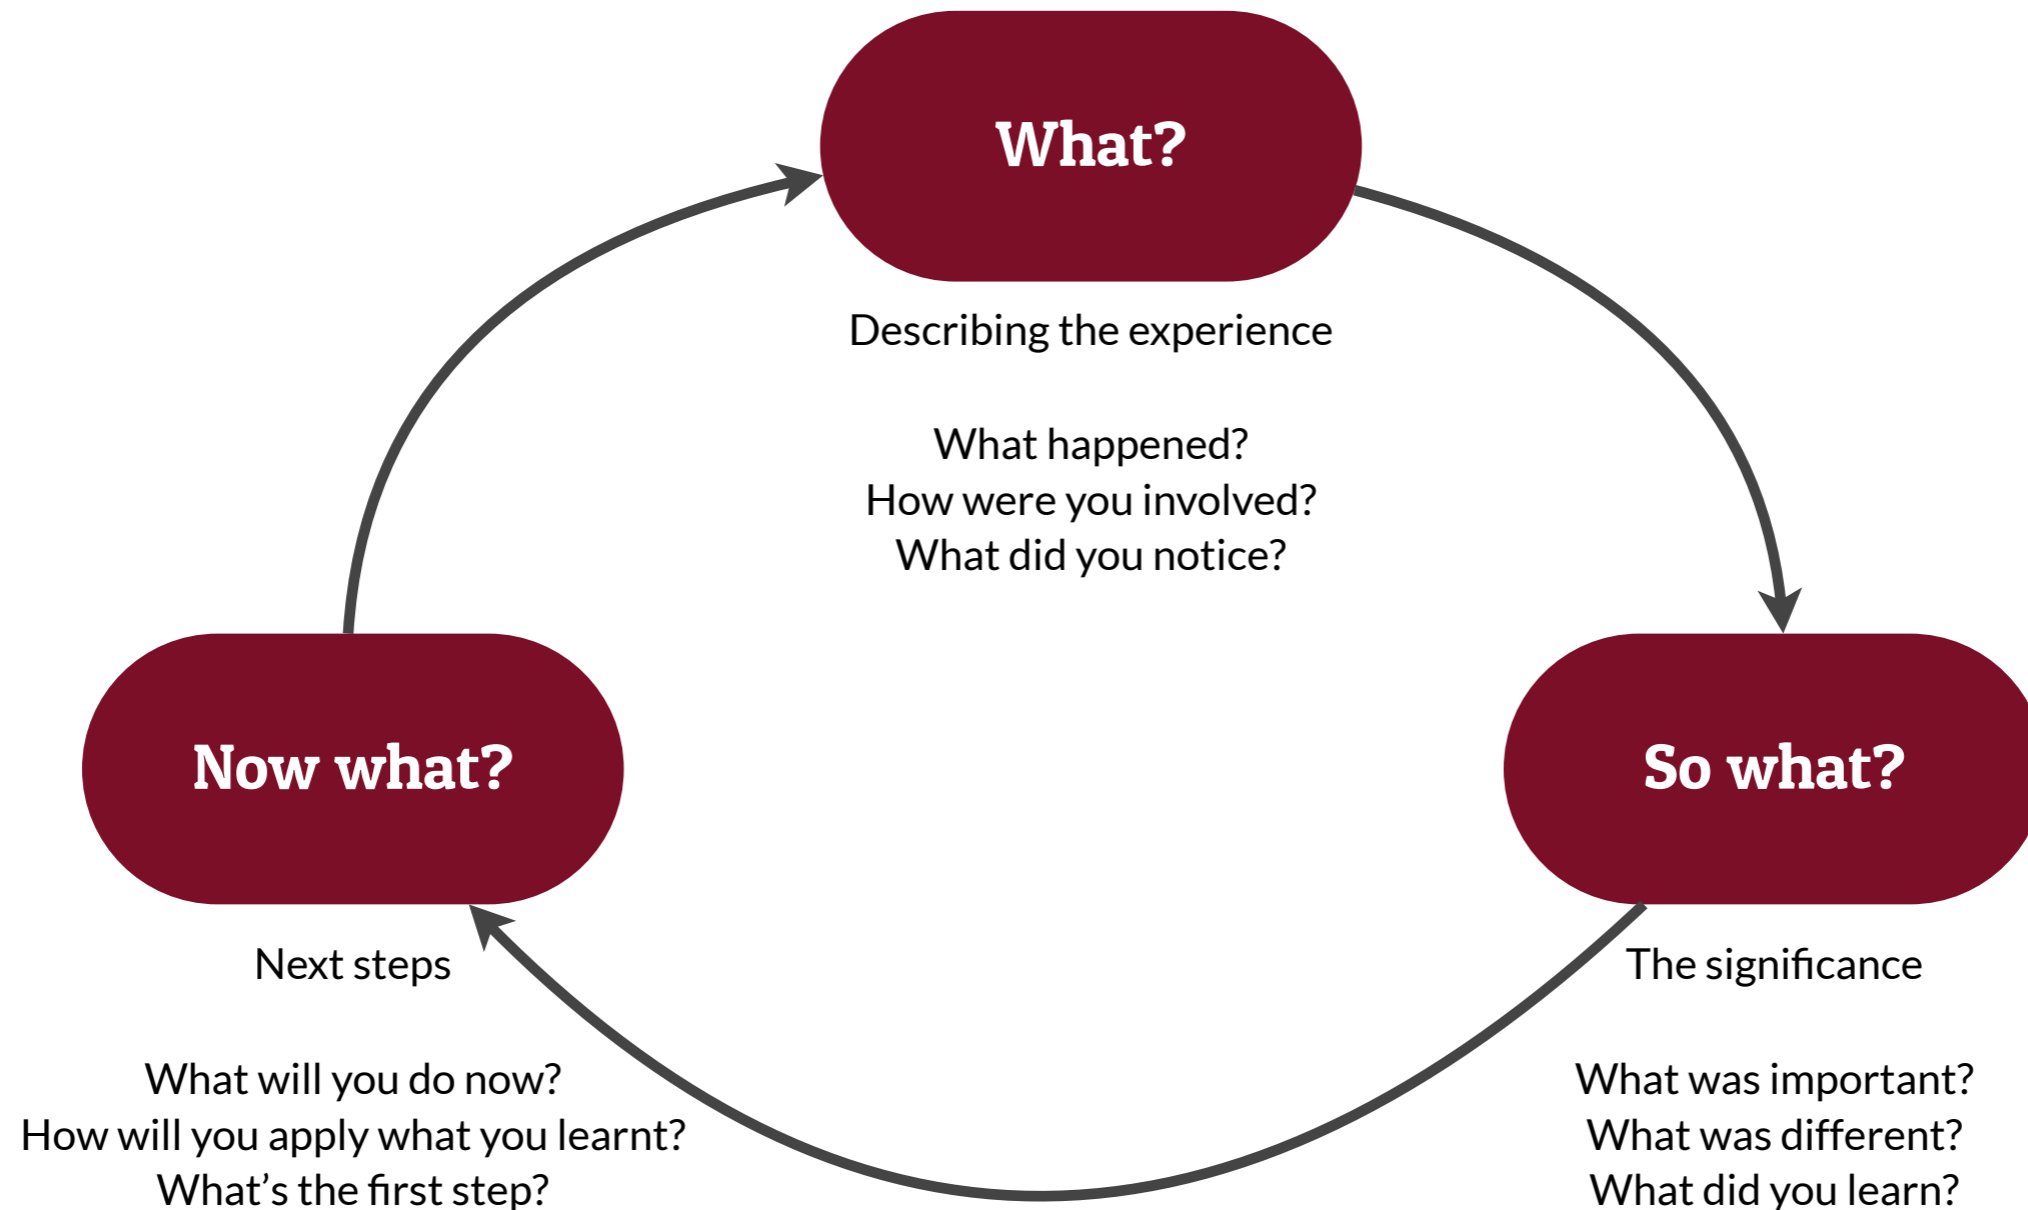 What?
Describing the experience
What happened?
How were you involved?
What did you notice?
So what?
The significance
What was important?
What was different?
What did you learn?
Now what?
Next steps
What will you do now?
How will you apply what you learnt?
What’s the first step?